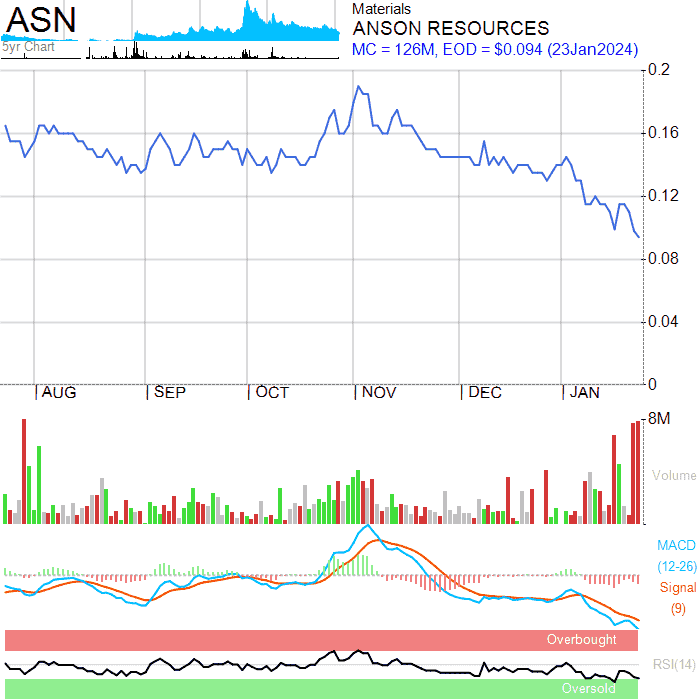 ASN
5yr Chart
Materials
ANSON RESOURCES
MC = 126M, EOD = $0.094 (23Jan2024)
0.2
0.16
0.12
0.08
0.04
0
AUG SEP OCT NOV DEC JAN
8M
Volume
MACD
(12-26)
Signal
(9)
Overbought
RSI(14)
Oversold